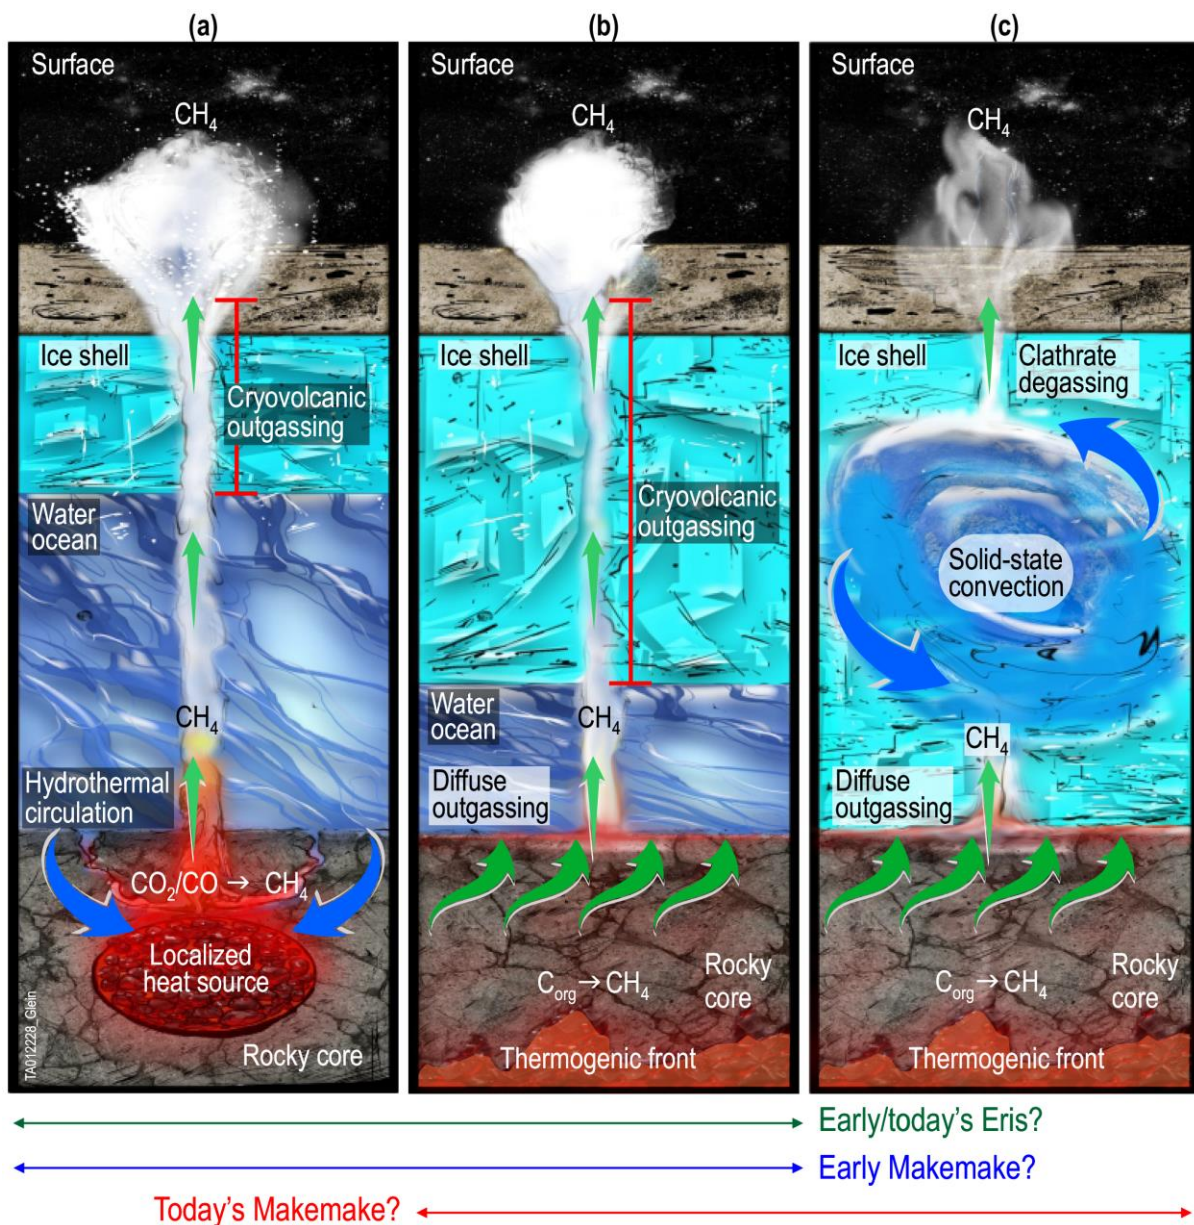 (a)
Surface
CH₄
Ice shell
Cryovolcanic
outgassing
Water
ocean
CH₄
Hydrothermal
circulation
CO₂/CO → CH₄
Localized
heat source
Rocky core
TA012228_Glein
(b)
Surface
CH₄
Ice shell
Cryovolcanic
outgassing
Water
ocean
CH₄
Diffuse
outgassing
Rocky
core
C_org → CH₄
Thermogenic front
(c)
Surface
CH₄
Ice shell
Clathrate
degassing
Solid-state
convection
CH₄
Diffuse
outgassing
Rocky
core
C_org → CH₄
Thermogenic front
Early/today's Eris?
Early Makemake?
Today's Makemake?